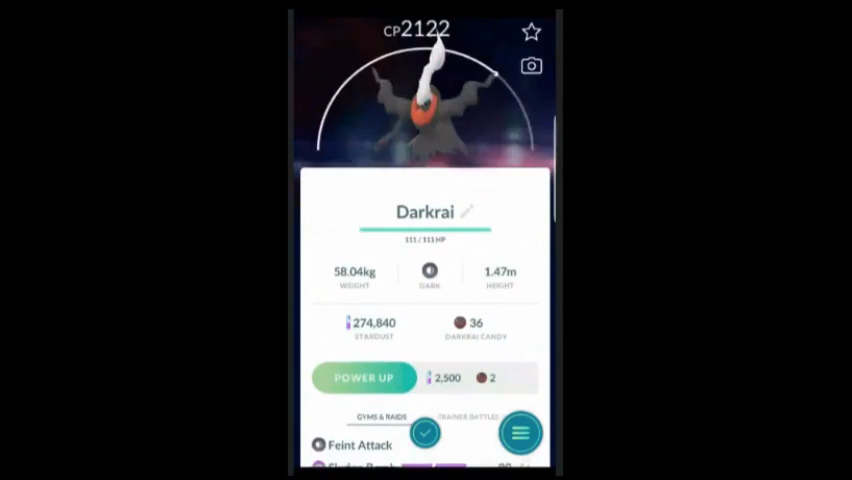 CP2122
Darkrai
111 / 111 HP
58.04kg
WEIGHT
DARK
1.47m
HEIGHT
274,840
STARDUST
36
DARKRAI CANDY
POWER UP
2,500
2
GYMS & RAIDS
TRAINER BATTLES
Feint Attack